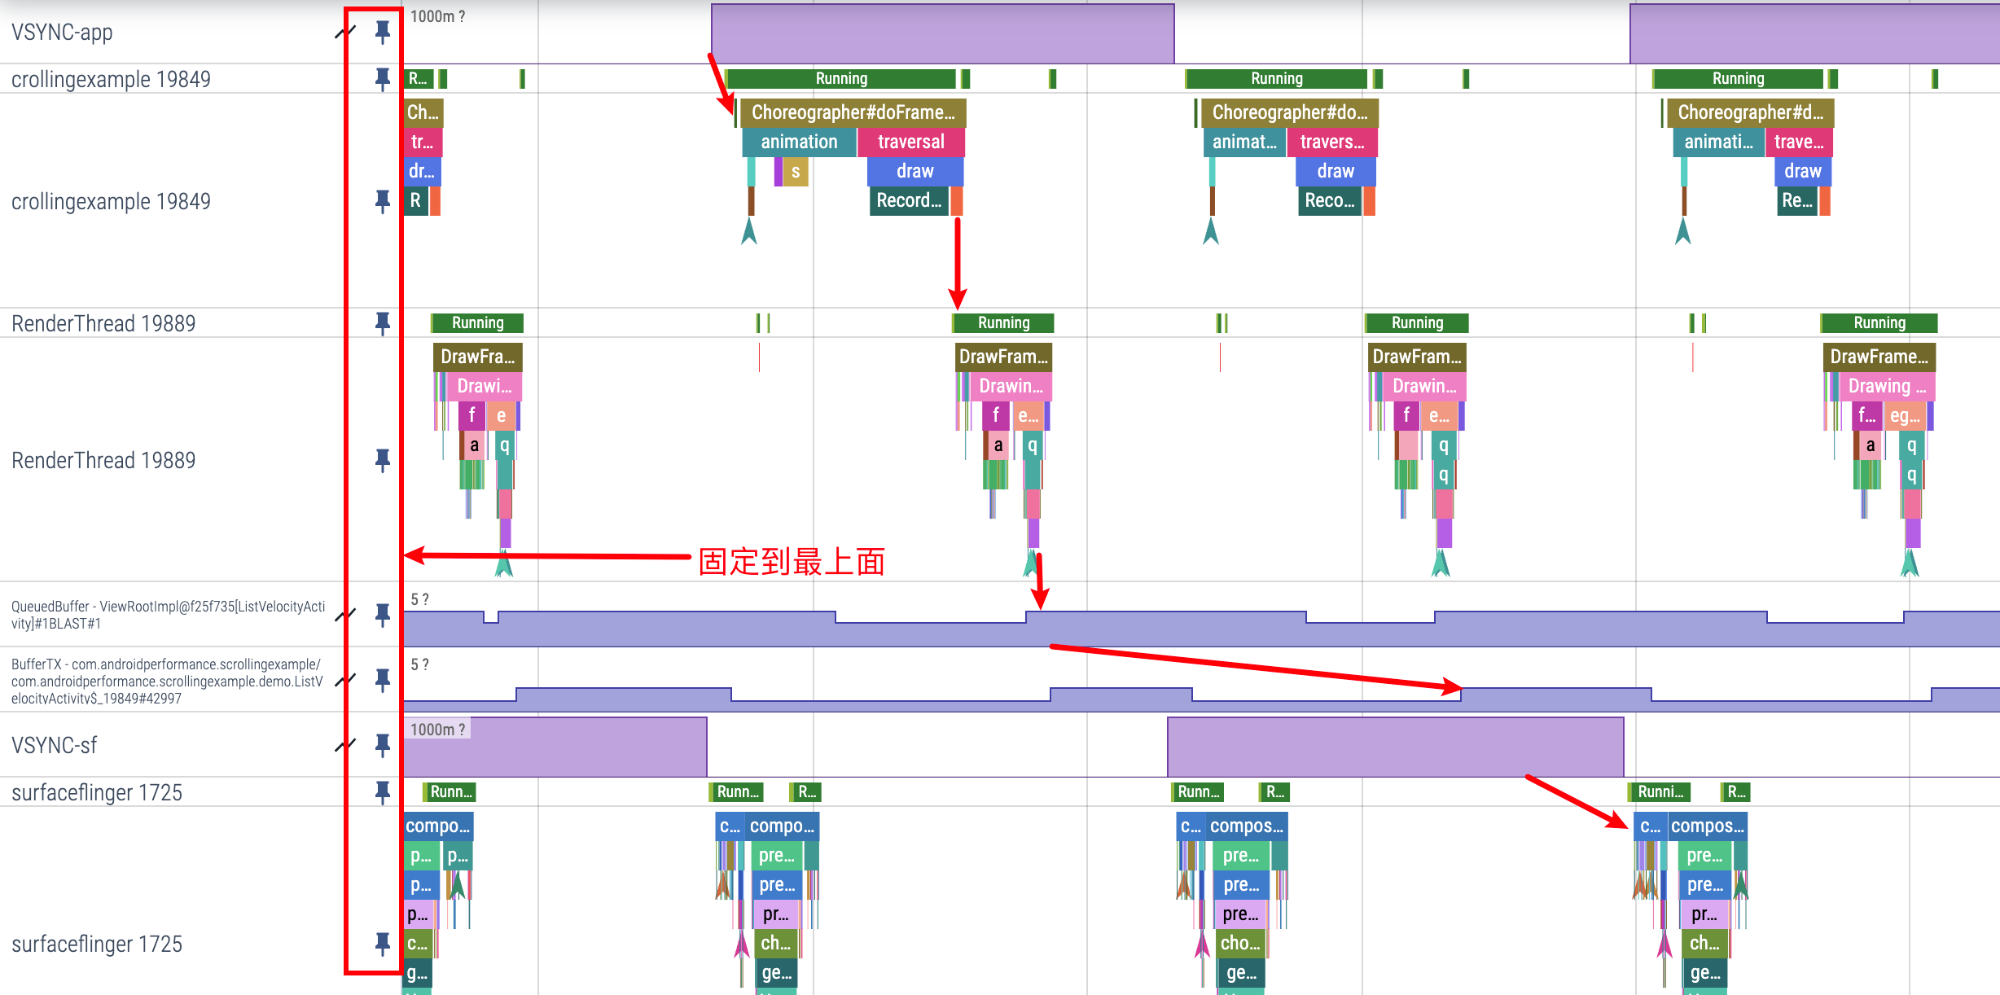 VSYNC-app
1000m ?
crollingexample 19849
R...
Running
Running
Running
crollingexample 19849
Ch...
Choreographer#doFrame...
Choreographer#do...
Choreographer#d...
tr...
animation
traversal
animat...
travers...
animati...
trave...
dr...
s
draw
draw
draw
R
Record...
Reco...
Re...
RenderThread 19889
Running
Running
Running
Running
RenderThread 19889
DrawFra...
DrawFram...
DrawFram...
DrawFrame...
Drawi...
Drawin...
Drawin...
Drawing ...
f
e
f
e...
f
e...
f...
eg...
a
q
a
q
q
a
q
q
q
固定到最上面
QueuedBuffer - ViewRootImpl@f25f735[ListVelocityActi
vity]#1BLAST#1
5 ?
BufferTX - com.androidperformance.scrollingexample/
com.androidperformance.scrollingexample.demo.ListV
elocityActivity$_19849#42997
5 ?
VSYNC-sf
1000m ?
surfaceflinger 1725
Runn...
Runn...
R...
Runn...
R...
Runni...
R...
surfaceflinger 1725
compo...
c...
compo...
c...
compos...
c...
compos...
p...
p...
pre...
pre...
pre...
p...
pre...
pre...
pre...
p...
pr...
pre...
pr...
c...
ch...
cho...
ch...
g...
ge...
ge...
ge...